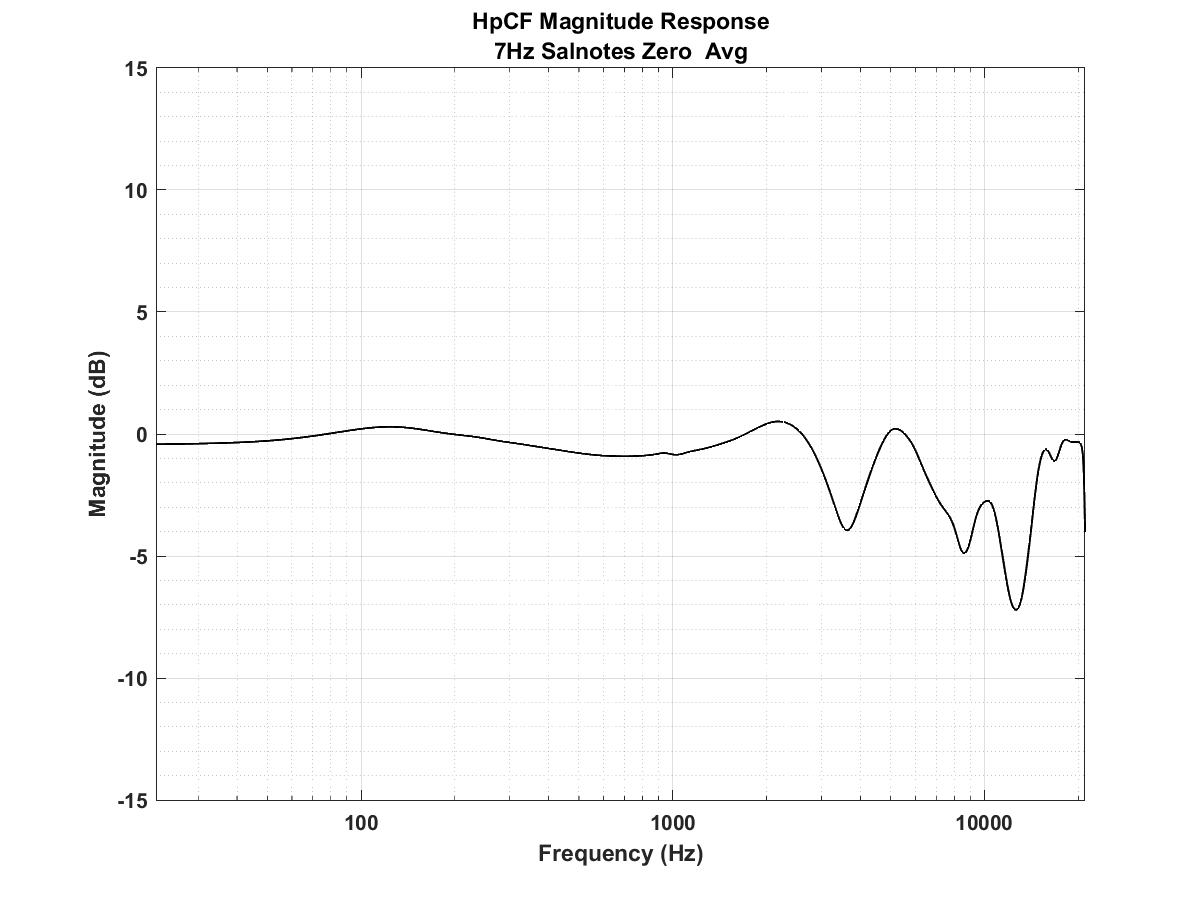 HpCF Magnitude Response
7Hz Salnotes Zero  Avg
15
10
5
0
-5
-10
-15
Magnitude (dB)
100
1000
10000
Frequency (Hz)